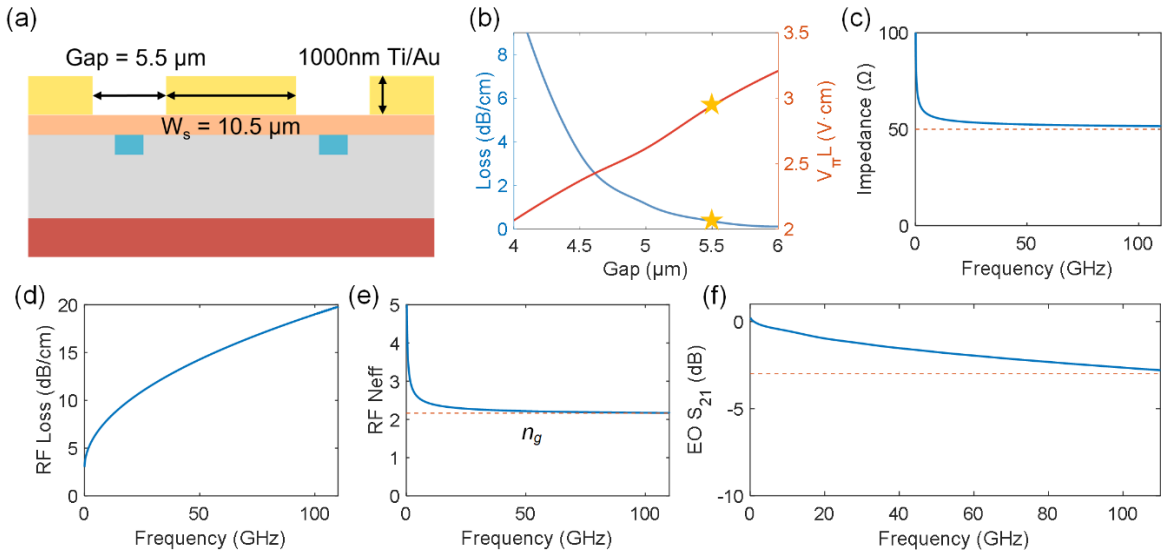 (a)
Gap = 5.5 µm
1000nm Ti/Au
Wₛ = 10.5 µm
(b)
Loss (dB/cm)
8
6
4
2
0
4
4.5
5
5.5
6
Gap (µm)
3.5
3
2.5
2
VπL (V·cm)
(c)
Impedance (Ω)
100
50
0
0
50
100
Frequency (GHz)
(d)
RF Loss (dB/cm)
20
15
10
5
0
0
50
100
Frequency (GHz)
(e)
RF Neff
5
4
3
2
1
0
n_g
0
50
100
Frequency (GHz)
(f)
EO S₂₁ (dB)
0
-5
-10
0
20
40
60
80
100
Frequency (GHz)